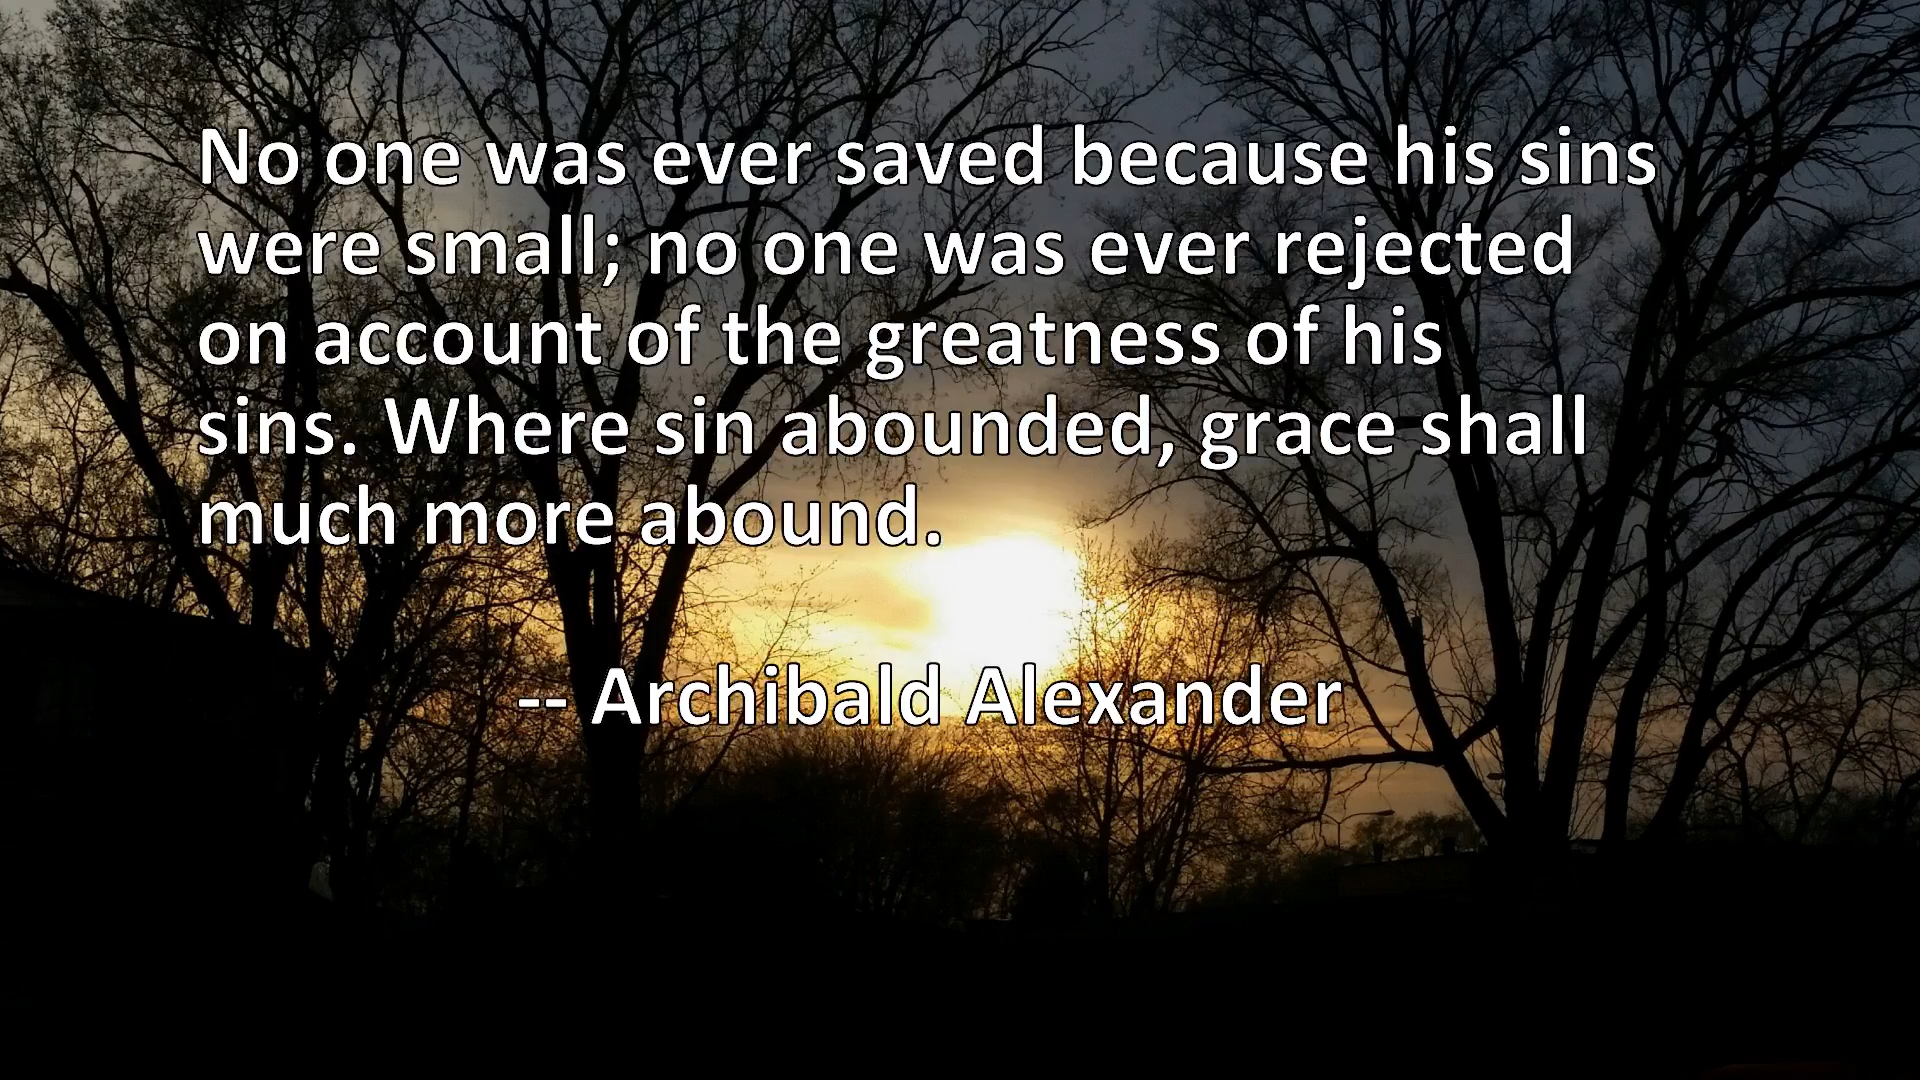 No one was ever saved because his sins
were small; no one was ever rejected
on account of the greatness of his
sins. Where sin abounded, grace shall
much more abound.
-- Archibald Alexander